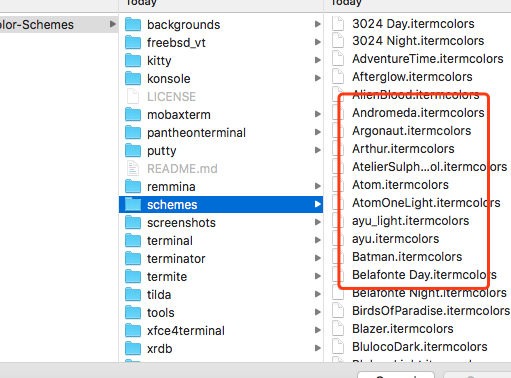 Today
Today
olor-Schemes
backgrounds
freebsd_vt
kitty
konsole
LICENSE
mobaxterm
pantheonterminal
putty
README.md
remmina
schemes
screenshots
terminal
terminator
termite
tilda
tools
xfce4terminal
xrdb
3024 Day.itermcolors
3024 Night.itermcolors
AdventureTime.itermcolors
Afterglow.itermcolors
AlienBlood.itermcolors
Andromeda.itermcolors
Argonaut.itermcolors
Arthur.itermcolors
AtelierSulph...ol.itermcolors
Atom.itermcolors
AtomOneLight.itermcolors
ayu_light.itermcolors
ayu.itermcolors
Batman.itermcolors
Belafonte Day.itermcolors
Belafonte Night.itermcolors
BirdsOfParadise.itermcolors
Blazer.itermcolors
BlulocoDark.itermcolors